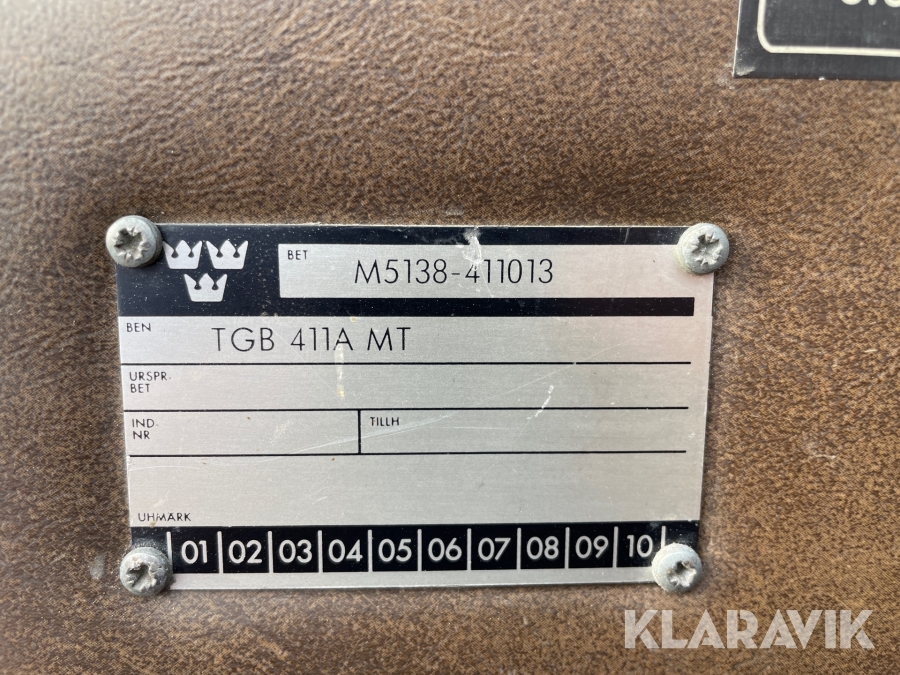 BET
M5138-411013
BEN
TGB 411A MT
URSPR.
BET
IND.
NR
TILLH
UHMÄRK
01 02 03 04 05 06 07 08 09 10
KLARAVIK